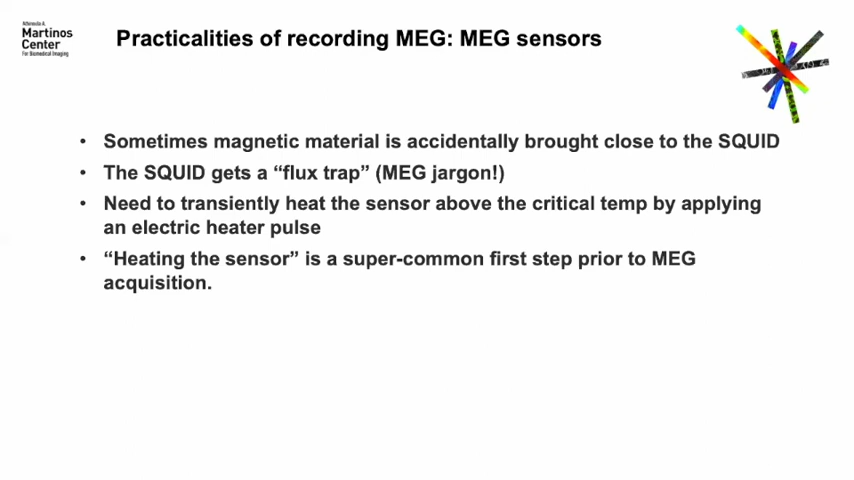 Athinoula A.
Martinos
Center
For Biomedical Imaging
Practicalities of recording MEG: MEG sensors
• Sometimes magnetic material is accidentally brought close to the SQUID
• The SQUID gets a “flux trap” (MEG jargon!)
• Need to transiently heat the sensor above the critical temp by applying
an electric heater pulse
• “Heating the sensor” is a super-common first step prior to MEG
acquisition.